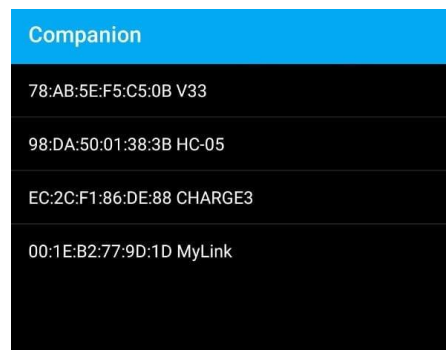 Companion
78:AB:5E:F5:C5:0B V33
98:DA:50:01:38:3B HC-05
EC:2C:F1:86:DE:88 CHARGE3
00:1E:B2:77:9D:1D MyLink